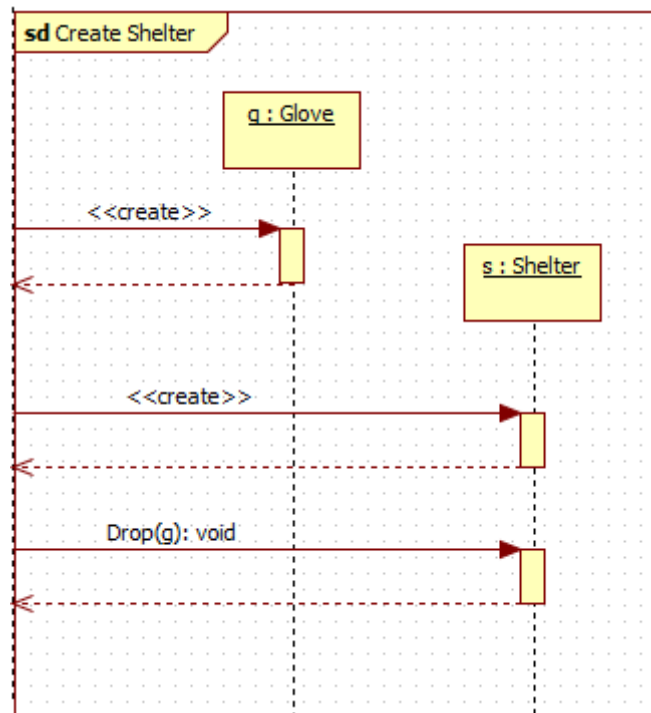 sd Create Shelter
g : Glove
<<create>>
s : Shelter
<<create>>
Drop(g): void